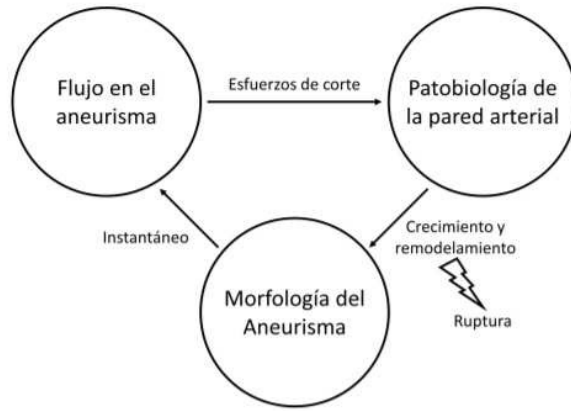 Flujo en el
aneurisma
Esfuerzos de corte
Patobiología de
la pared arterial
Instantáneo
Crecimiento y
remodelamiento
Morfología del
Aneurisma
Ruptura